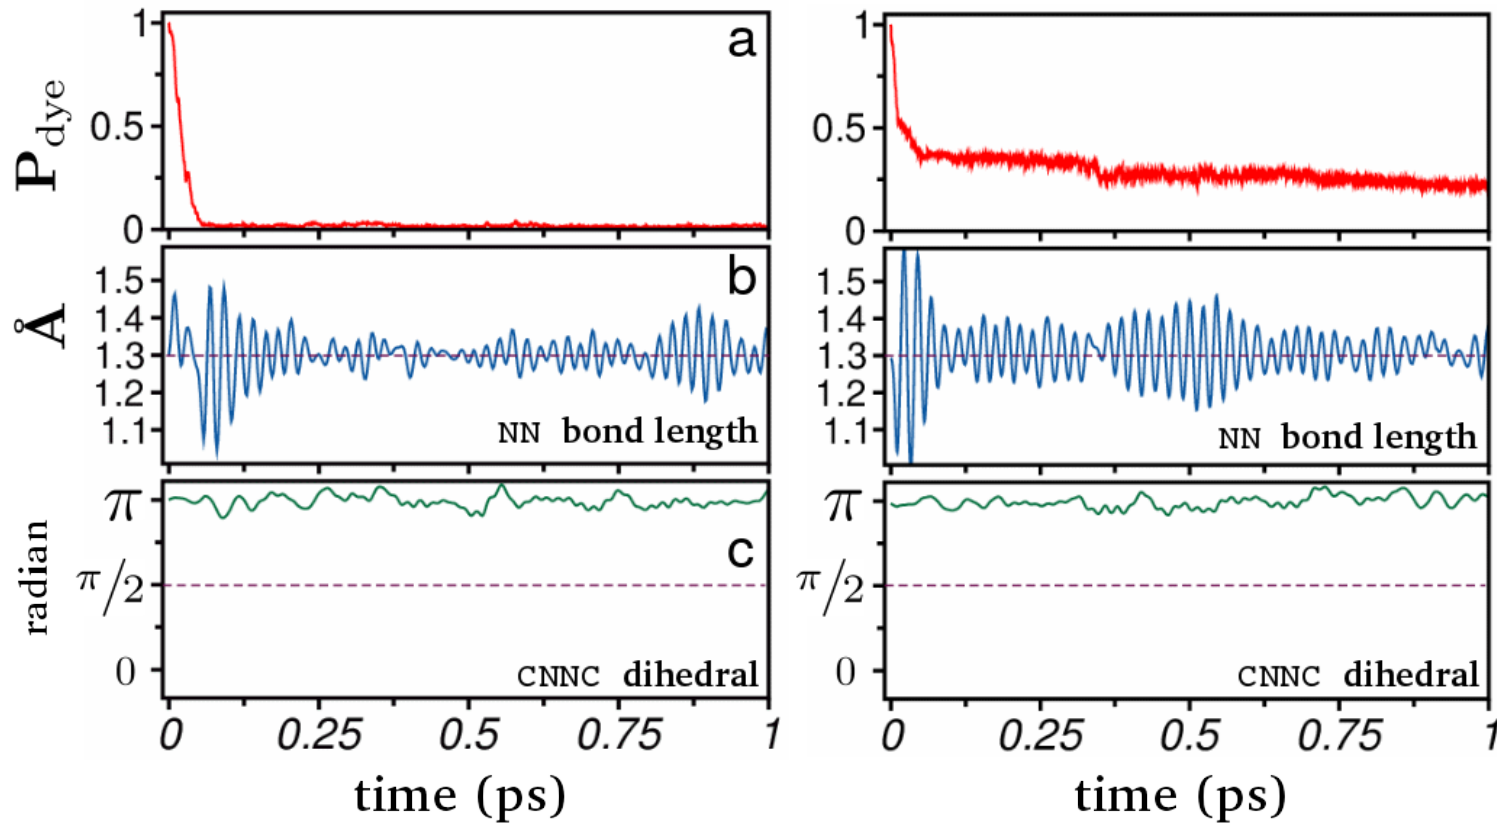 P dye
1
0.5
0
a
1
0.5
0
Å
1.5
1.4
1.3
1.2
1.1
b
NN bond length
1.5
1.4
1.3
1.2
1.1
NN bond length
radian
π
π/2
0
c
CNNC dihedral
π
π/2
0
CNNC dihedral
0 0.25 0.5 0.75 1
0 0.25 0.5 0.75 1
time (ps)
time (ps)